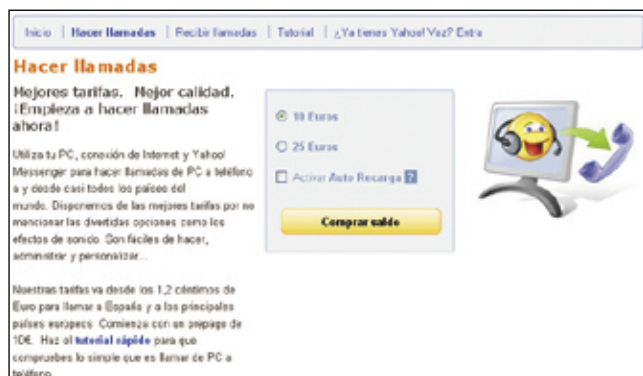 Inicio | Hacer llamadas | Recibir llamadas | Tutorial | ¿Ya tienes Yahoo! Voz? Entra
Hacer llamadas
Mejores tarifas. Mejor calidad.
¡Empieza a hacer llamadas
ahora!
Utiliza tu PC, conexión de Internet y Yahoo!
Messenger para hacer llamadas de PC a teléfono
a y desde casi todos los países del
mundo. Disponemos de las mejores tarifas por no
mencionar las divertidas opciones como los
efectos de sonido. Son fáciles de hacer,
administrar y personalizar...
Nuestras tarifas va desde los 1,2 céntimos de
Euro para llamar a España y a los principales
países europeos. Comienza con un prepago de
10€. Haz el tutorial rápido para que
compruebes lo simple que es llamar de PC a
teléfono.
10 Euros
25 Euros
Activar Auto Recarga ?
Comprar saldo